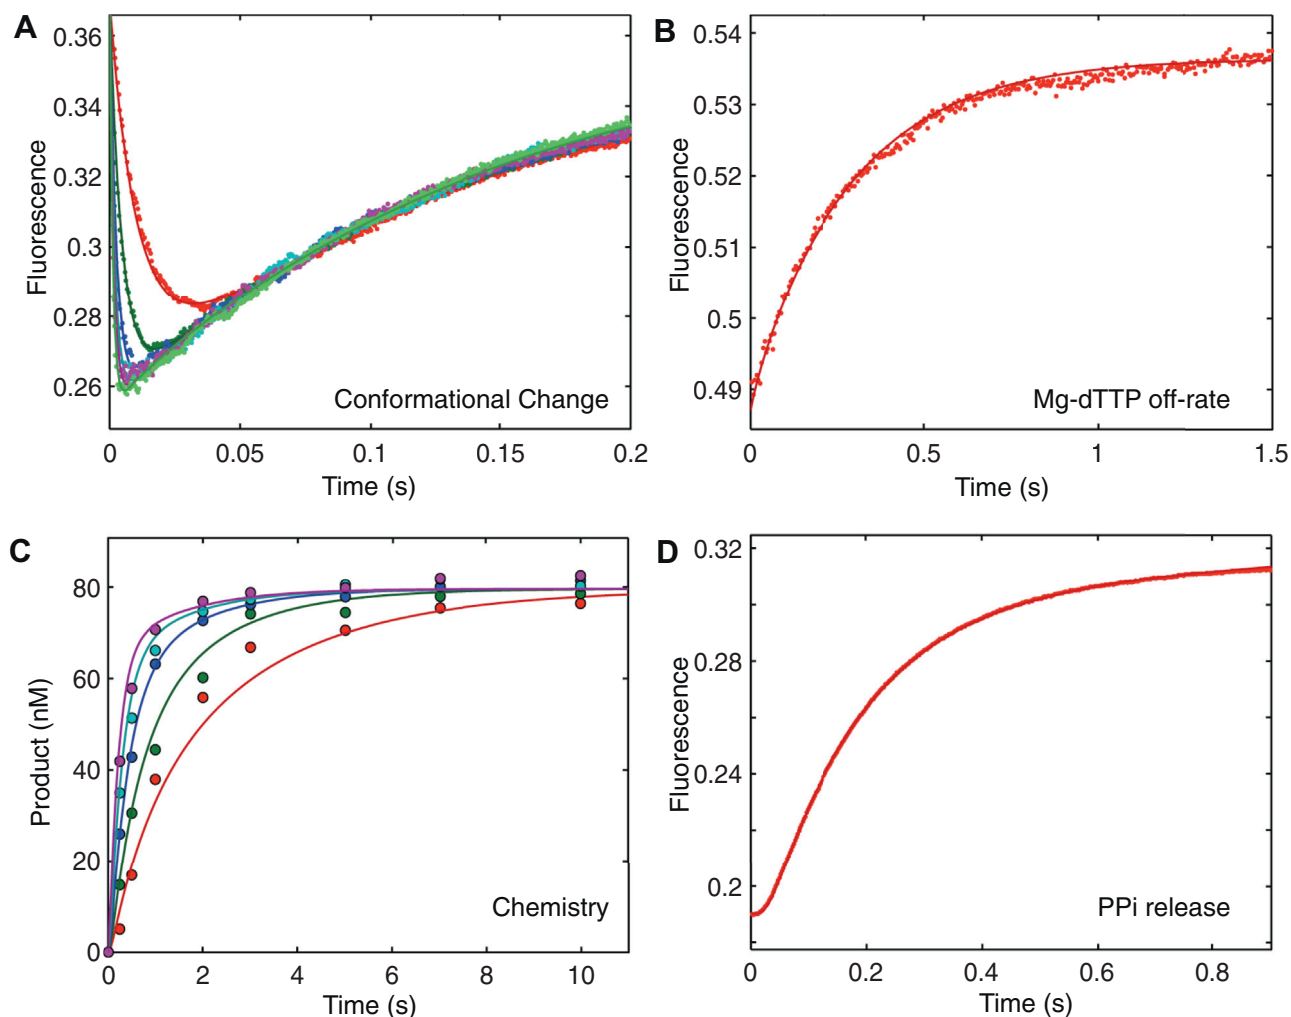 A
Fluorescence
0.36
0.34
0.32
0.3
0.28
0.26
0
0.05
0.1
0.15
0.2
Time (s)
Conformational Change
B
Fluorescence
0.54
0.53
0.52
0.51
0.5
0.49
0
0.5
1
1.5
Time (s)
Mg-dTTP off-rate
C
Product (nM)
80
60
40
20
0
0
2
4
6
8
10
Time (s)
Chemistry
D
Fluorescence
0.32
0.28
0.24
0.2
0
0.2
0.4
0.6
0.8
Time (s)
PPi release